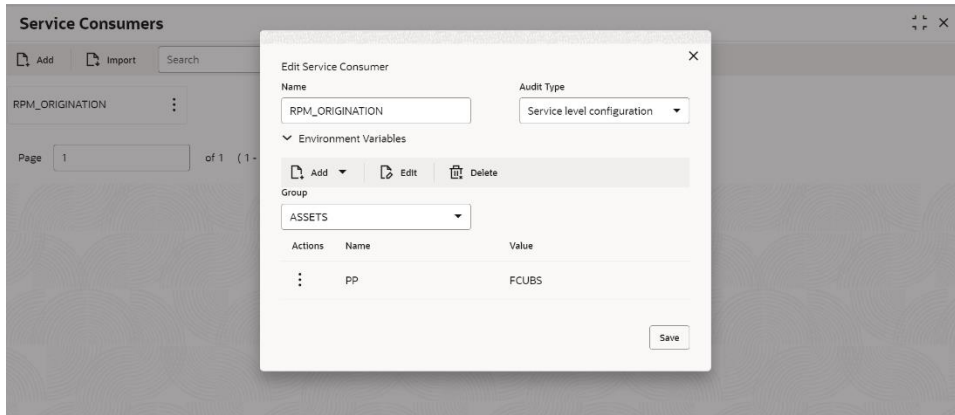 Service Consumers
Add Import Search
RPM_ORIGINATION
Page 1 of 1 (1 -
Edit Service Consumer
Name Audit Type
RPM_ORIGINATION Service level configuration
Environment Variables
Add Edit Delete
Group
ASSETS
Actions Name Value
PP FCUBS
Save